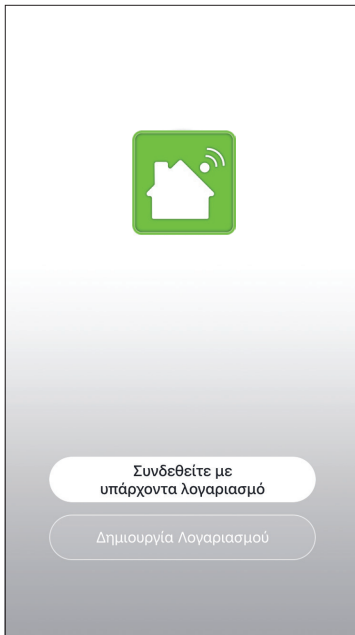 Συνδεθείτε με
υπάρχοντα λογαριασμό
Δημιουργία Λογαριασμού